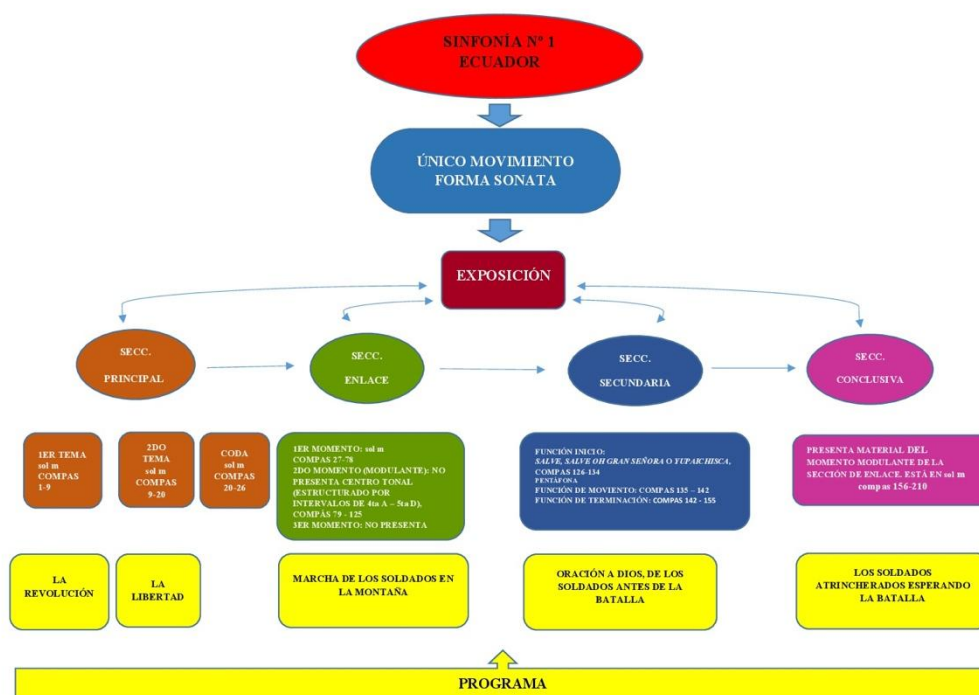 SINFONÍA Nº 1
ECUADOR
ÚNICO MOVIMIENTO
FORMA SONATA
EXPOSICIÓN
SECC.
PRINCIPAL
SECC.
ENLACE
SECC.
SECUNDARIA
SECC.
CONCLUSIVA
1ER TEMA
sol m
COMPAS
1-9
2DO
TEMA
sol m
COMPAS
9-20
CODA
sol m
COMPAS
20-26
1ER MOMENTO: sol m
COMPAS 27-78
2DO MOMENTO (MODULANTE): NO
PRESENTA CENTRO TONAL
(ESTRUCTURADO POR
INTERVALOS DE 4ta A – 5ta D),
COMPÁS 79 - 125
3ER MOMENTO: NO PRESENTA
FUNCIÓN INICIO:
SALVE, SALVE OH GRAN SEÑORA O YUPAICHISCA,
COMPAS 126-134
PENTÁFONA
FUNCIÓN DE MOVIENTO: COMPAS 135 – 142
FUNCIÓN DE TERMINACIÓN: COMPAS 142 - 155
PRESENTA MATERIAL DEL
MOMENTO MODULANTE DE LA
SECCIÓN DE ENLACE. ESTÁ EN sol m
compas 156-210
LA
REVOLUCIÓN
LA
LIBERTAD
MARCHA DE LOS SOLDADOS EN
LA MONTAÑA
ORACIÓN A DIOS, DE LOS
SOLDADOS ANTES DE LA
BATALLA
LOS SOLDADOS
ATRINCHERADOS ESPERANDO
LA BATALLA
PROGRAMA